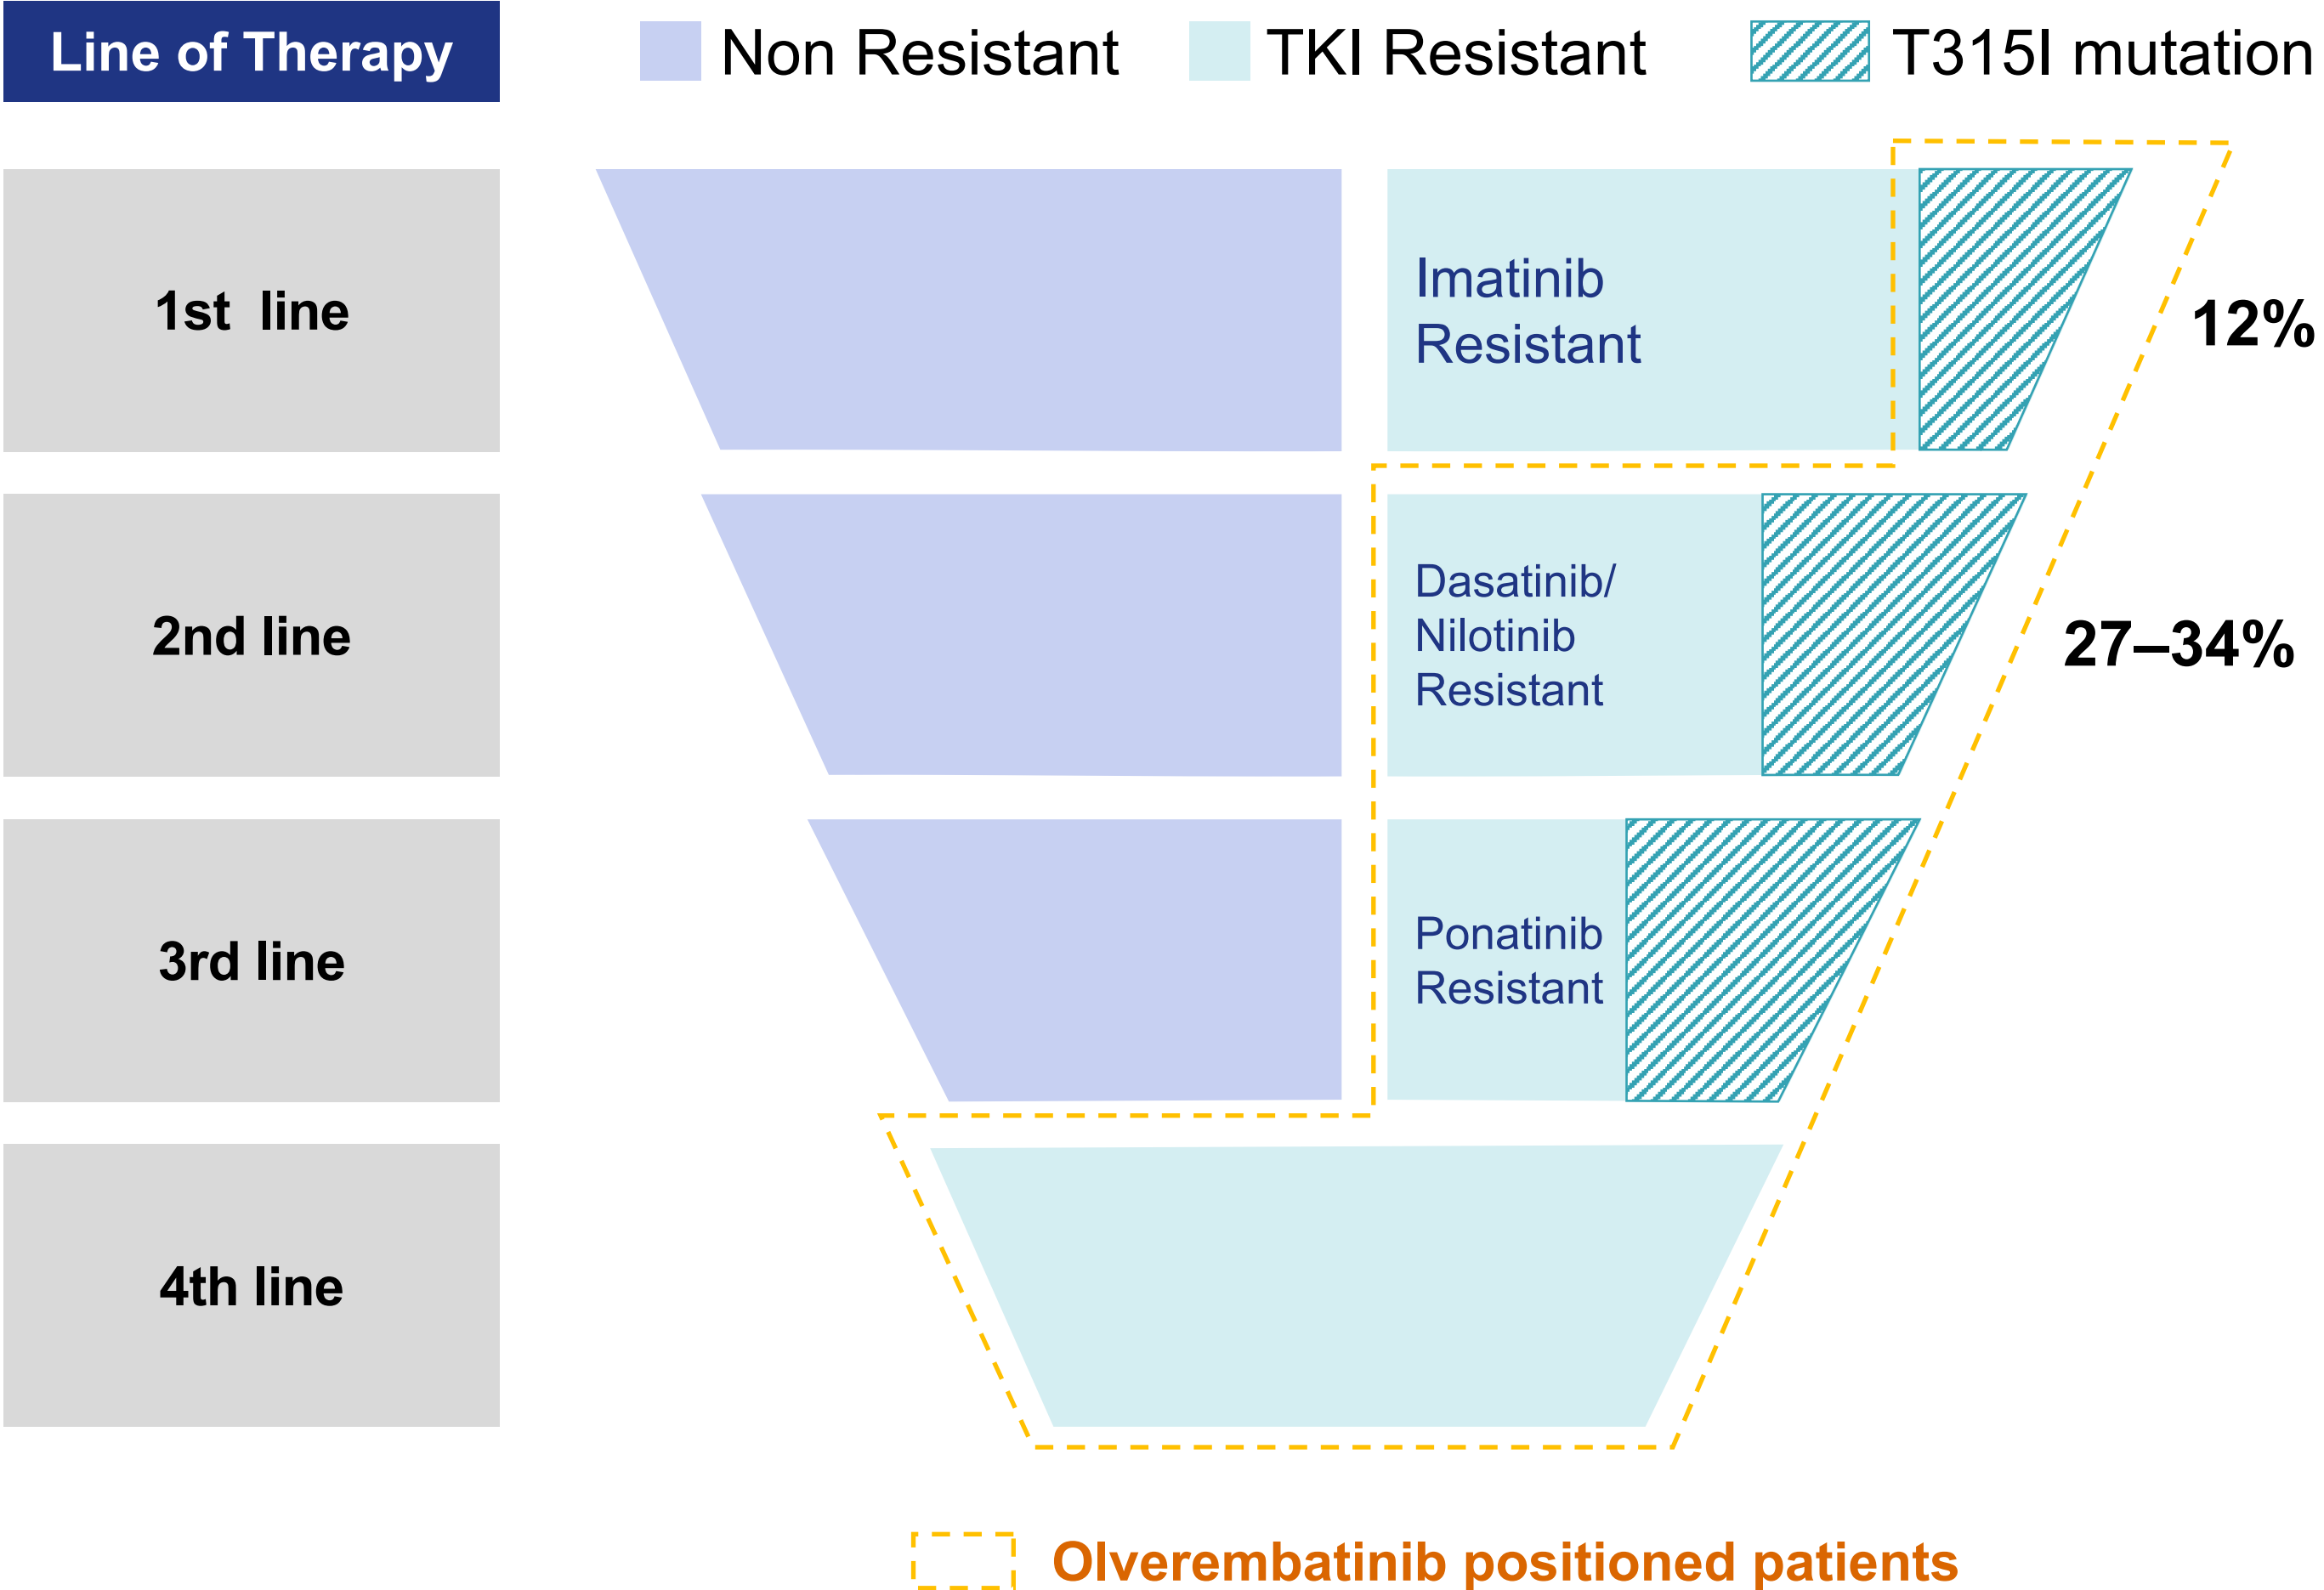 Line of Therapy
Non Resistant
TKI Resistant
T315I mutation
1st line
Imatinib
Resistant
12%
2nd line
Dasatinib/
Nilotinib
Resistant
27–34%
3rd line
Ponatinib
Resistant
4th line
Olverembatinib positioned patients